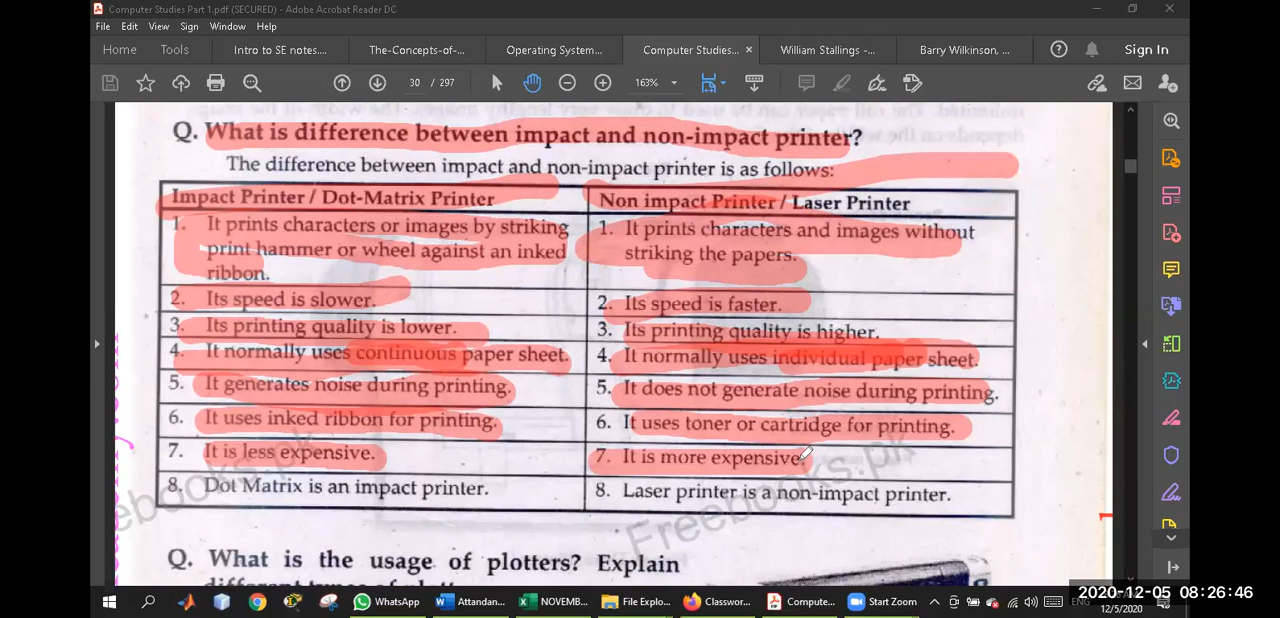 Computer Studies Part 1.pdf (SECURED) - Adobe Acrobat Reader DC
File Edit View Sign Window Help
Home Tools Intro to SE notes.... The-Concepts-of-... Operating System... Computer Studies... × William Stallings -... Barry Wilkinson, ... Sign In
30 / 297 163%
Q. What is difference between impact and non-impact printer?
The difference between impact and non-impact printer is as follows:
Impact Printer / Dot-Matrix Printer
Non impact Printer / Laser Printer
1. It prints characters or images by striking
print hammer or wheel against an inked
ribbon.
1. It prints characters and images without
striking the papers.
2. Its speed is slower.
2. Its speed is faster.
3. Its printing quality is lower.
3. Its printing quality is higher.
4. It normally uses continuous paper sheet.
4. It normally uses individual paper sheet.
5. It generates noise during printing.
5. It does not generate noise during printing.
6. It uses inked ribbon for printing.
6. It uses toner or cartridge for printing.
7. It is less expensive.
7. It is more expensive.
8. Dot Matrix is an impact printer.
8. Laser printer is a non-impact printer.
Freebooks.pk
Q. What is the usage of plotters? Explain
WhatsApp Attandan... NOVEMB... File Explo... Classwor... Compute... Start Zoom ENG
2020-12-05 08:26:46
12/5/2020